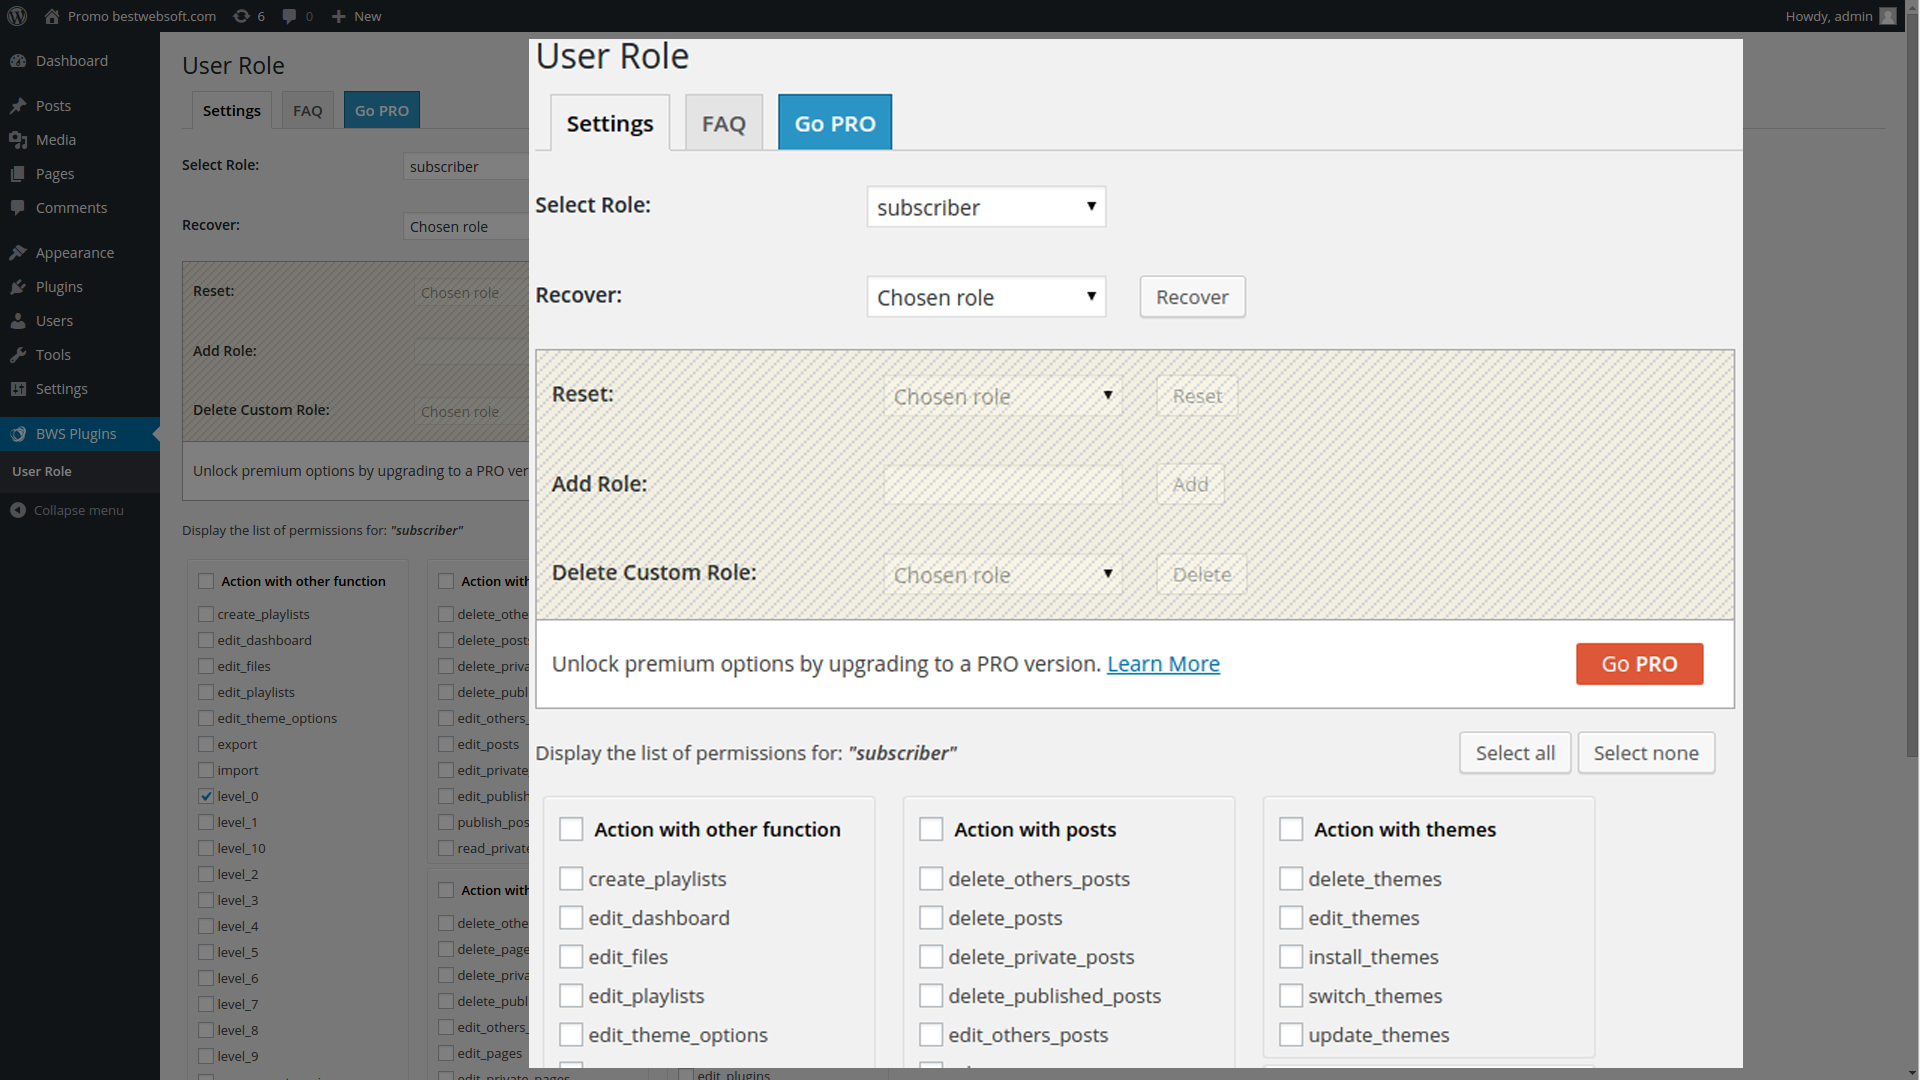 Promo bestwebsoft.com 6 0 New Howdy, admin
Dashboard
Posts
Media
Pages
Comments
Appearance
Plugins
Users
Tools
Settings
BWS Plugins
User Role
Collapse menu
User Role
Settings FAQ Go PRO
Select Role: subscriber
Recover: Chosen role
Reset: Chosen role
Add Role:
Delete Custom Role: Chosen role
Unlock premium options by upgrading to a PRO ver
Display the list of permissions for: "subscriber"
Action with other function
create_playlists
edit_dashboard
edit_files
edit_playlists
edit_theme_options
export
import
level_0
level_1
level_10
level_2
level_3
level_4
level_5
level_6
level_7
level_8
level_9
Action with
delete_othe
delete_posts
delete_priva
delete_publ
edit_others_
edit_posts
edit_private
edit_publish
publish_pos
read_private
Action with
delete_othe
delete_page
delete_priva
delete_publ
edit_others_
edit_pages
edit_private_pages
edit_plugins
User Role
Settings FAQ Go PRO
Select Role: subscriber
Recover: Chosen role Recover
Reset: Chosen role Reset
Add Role: Add
Delete Custom Role: Chosen role Delete
Unlock premium options by upgrading to a PRO version. Learn More Go PRO
Display the list of permissions for: "subscriber" Select all Select none
Action with other function
create_playlists
edit_dashboard
edit_files
edit_playlists
edit_theme_options
Action with posts
delete_others_posts
delete_posts
delete_private_posts
delete_published_posts
edit_others_posts
Action with themes
delete_themes
edit_themes
install_themes
switch_themes
update_themes